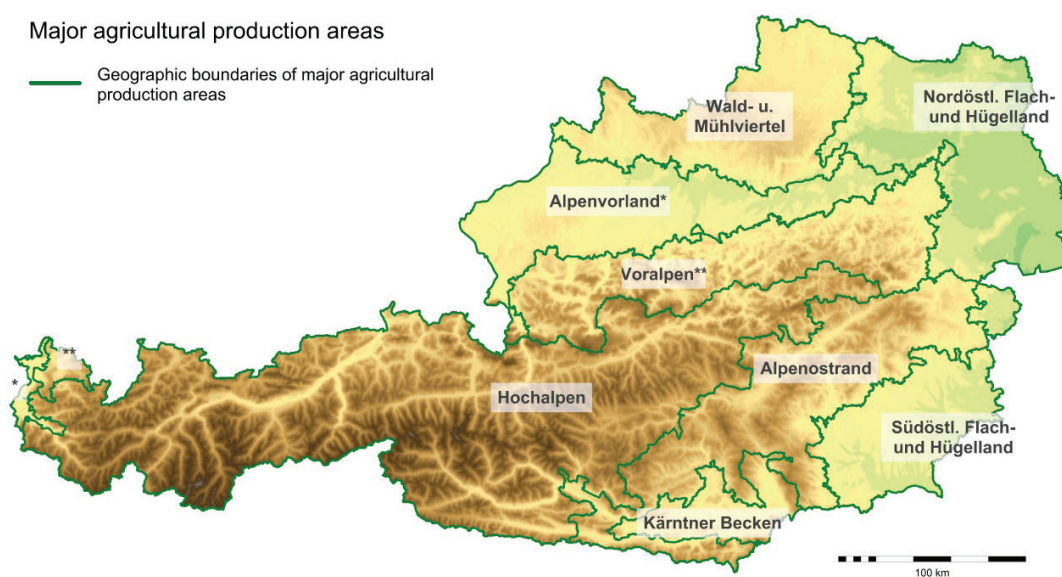 Major agricultural production areas
Geographic boundaries of major agricultural
production areas
Wald- u.
Mühlviertel
Nordöstl. Flach-
und Hügelland
Alpenvorland*
Voralpen**
**
*
Alpenostrand
Hochalpen
Südöstl. Flach-
und Hügelland
Kärntner Becken
100 km